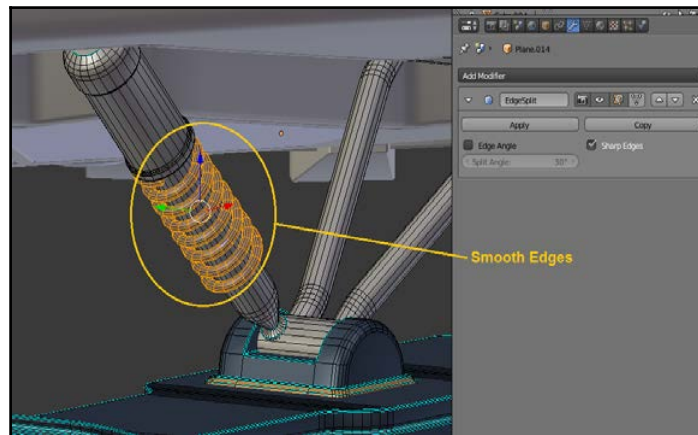 Plane.014
Add Modifier
EdgeSplit
Apply Copy
Edge Angle Sharp Edges
Split Angle: 30°
Smooth Edges